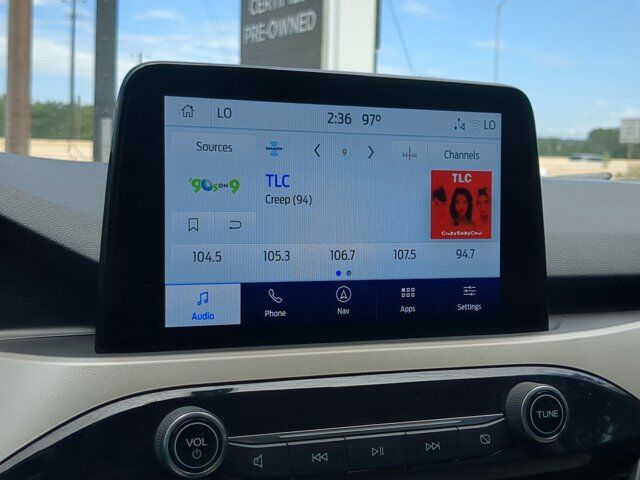 CERTIFIED
PRE-OWNED
LO 2:36 97º LO
Sources 9 Channels
'90s on 9
TLC
Creep (94)
TLC
CrazySexyCool
104.5 105.3 106.7 107.5 94.7
Audio Phone Nav Apps Settings
VOL
TUNE